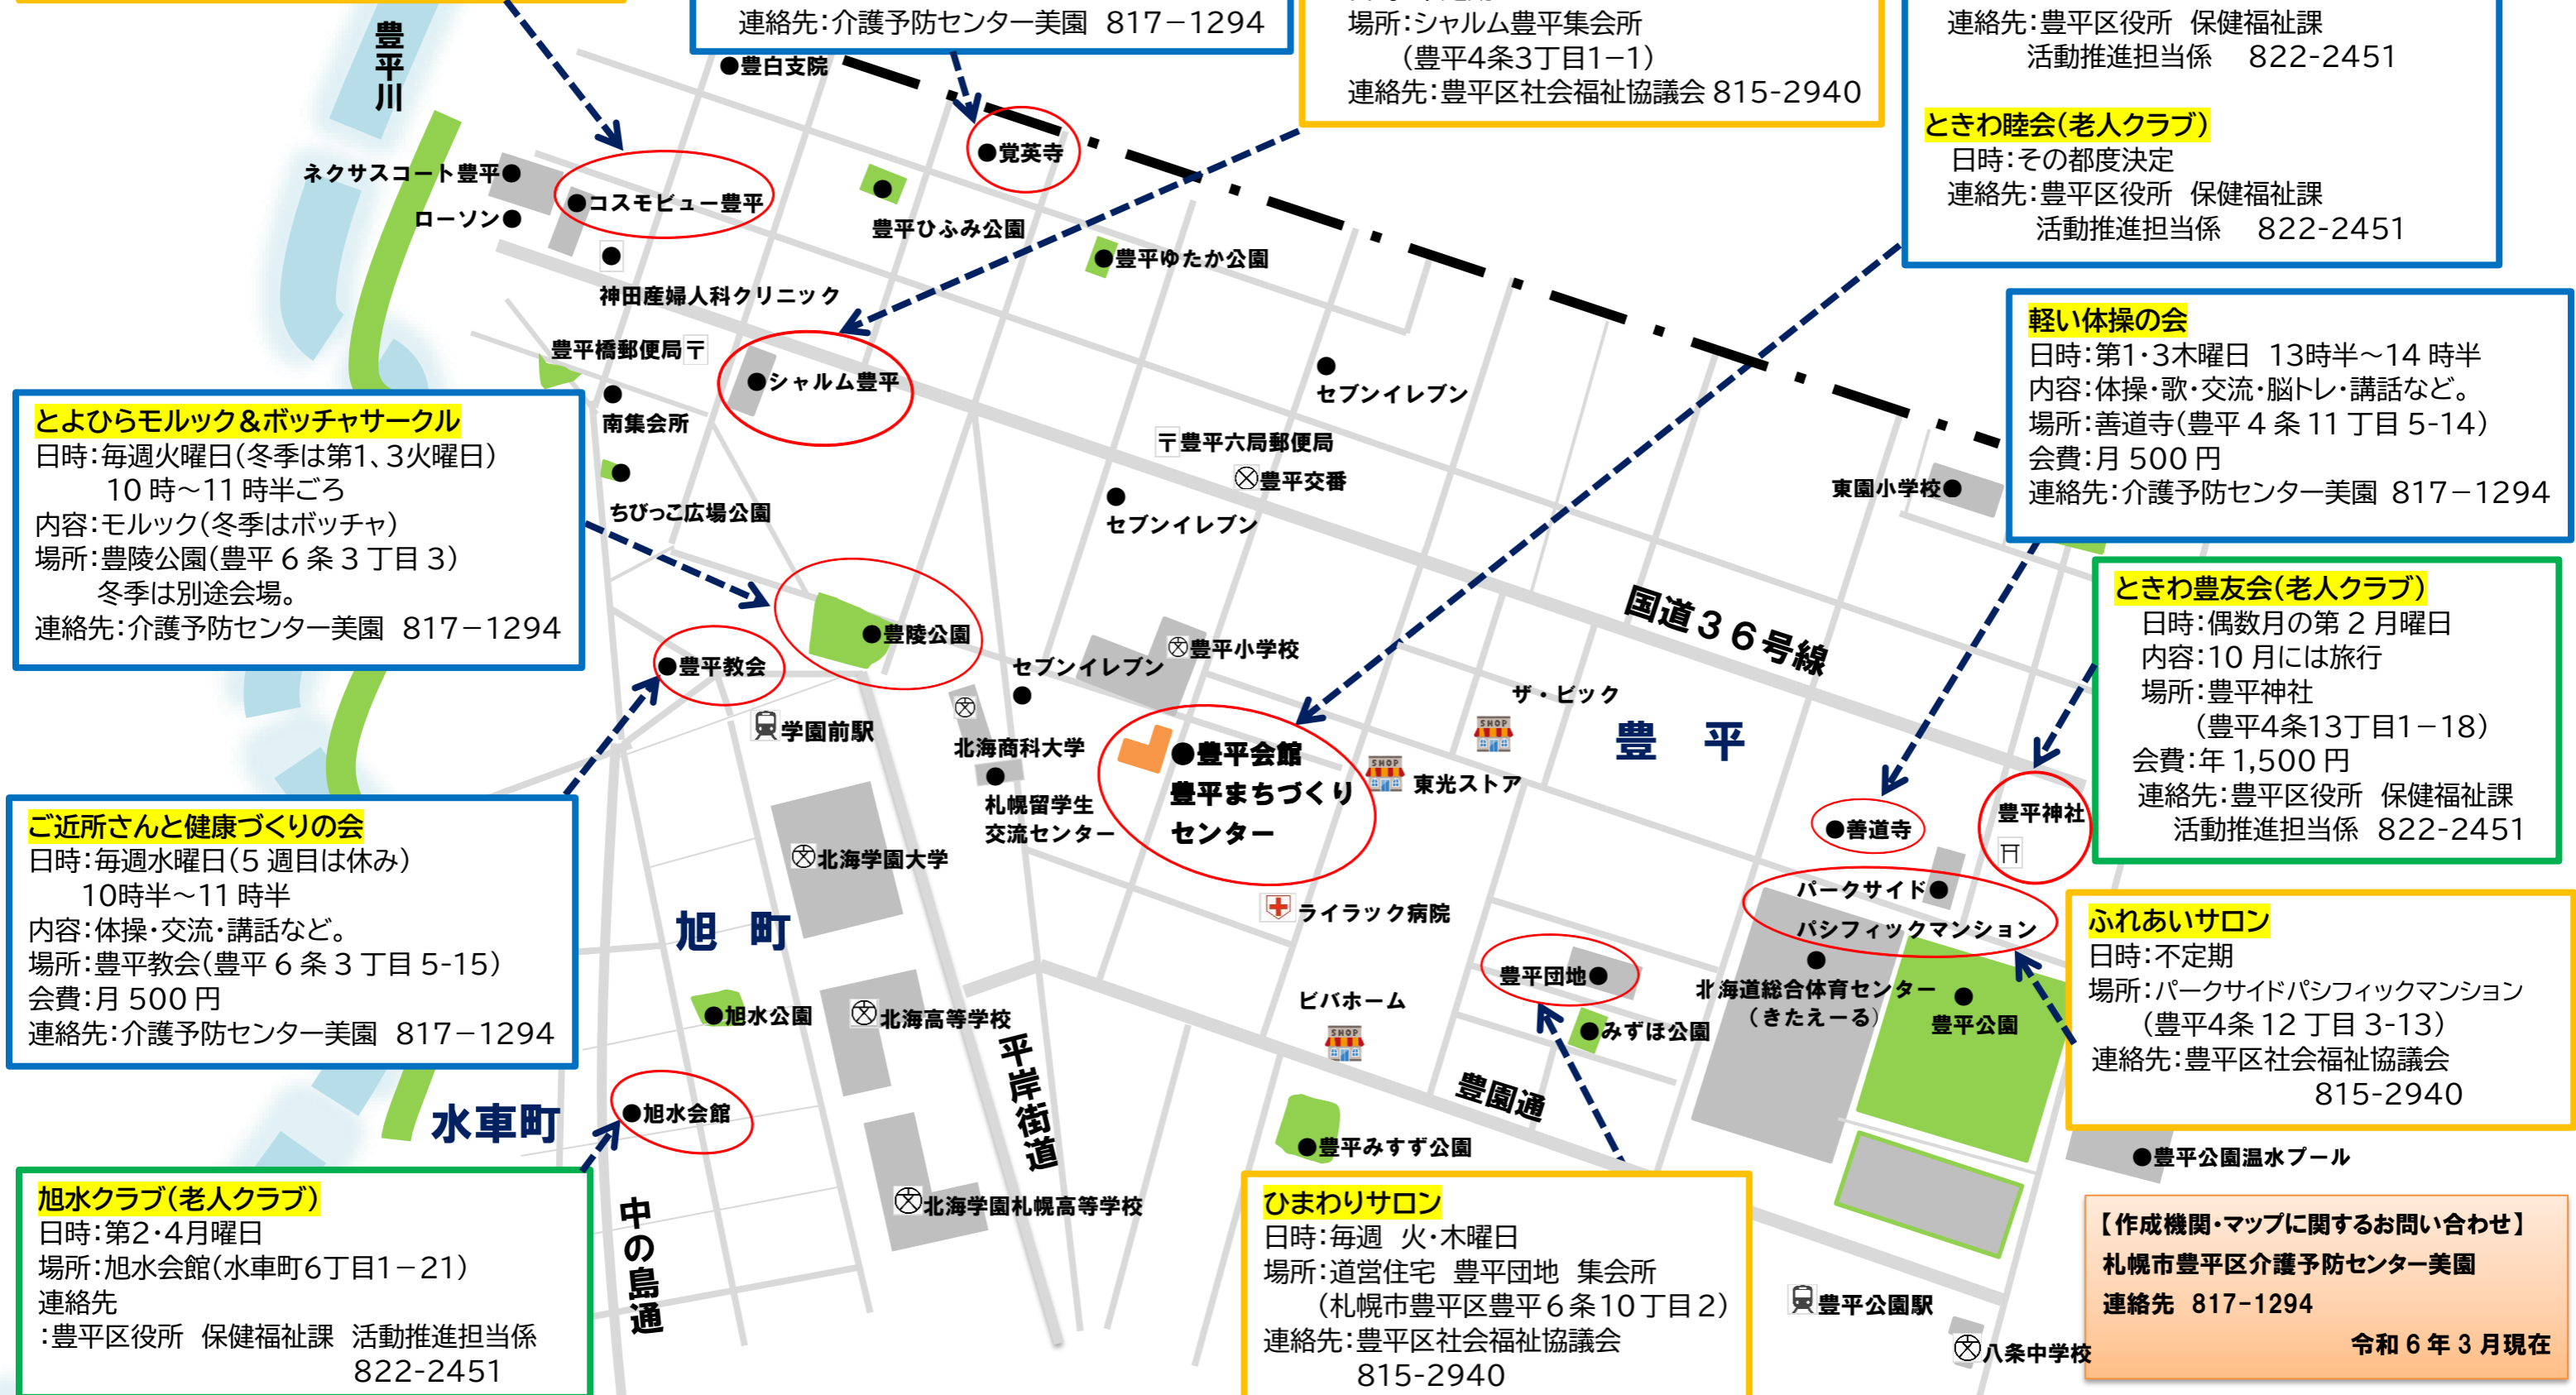 連絡先：介護予防センター美園 817－1294
場所：シャルム豊平集会所
（豊平4条3丁目1－1）
連絡先：豊平区社会福祉協議会 815-2940
連絡先：豊平区役所 保健福祉課
活動推進担当係 822-2451
ときわ睦会（老人クラブ）
日時：その都度決定
連絡先：豊平区役所 保健福祉課
活動推進担当係 822-2451
豊平川
●豊白支院
●覚英寺
ネクサスコート豊平●
●コスモビュー豊平
ローソン●
豊平ひふみ公園
●豊平ゆたか公園
神田産婦人科クリニック
豊平橋郵便局〒
●シャルム豊平
セブンイレブン
南集会所
〒豊平六局郵便局
豊平交番
ちびっこ広場公園
セブンイレブン
東園小学校●
軽い体操の会
日時：第1・3木曜日 13時半～14時半
内容：体操・歌・交流・脳トレ・講話など。
場所：善道寺（豊平4条11丁目5-14）
会費：月500円
連絡先：介護予防センター美園 817－1294
とよひらモルック＆ボッチャサークル
日時：毎週火曜日（冬季は第1、3火曜日）
10時～11時半ごろ
内容：モルック（冬季はボッチャ）
場所：豊陵公園（豊平6条3丁目3）
冬季は別途会場。
連絡先：介護予防センター美園 817－1294
国道３６号線
●豊陵公園
●豊平教会
豊平小学校
セブンイレブン
学園前駅
北海商科大学
●豊平会館
豊平まちづくり
センター
札幌留学生
交流センター
ザ・ビック
SHOP
豊平
SHOP
東光ストア
ときわ豊友会（老人クラブ）
日時：偶数月の第2月曜日
内容：10月には旅行
場所：豊平神社
（豊平4条13丁目1－18）
会費：年1,500円
連絡先：豊平区役所 保健福祉課
活動推進担当係 822-2451
豊平神社
●善道寺
ご近所さんと健康づくりの会
日時：毎週水曜日（5週目は休み）
10時半～11時半
内容：体操・交流・講話など。
場所：豊平教会（豊平6条3丁目5-15）
会費：月500円
連絡先：介護予防センター美園 817－1294
北海学園大学
旭町
ライラック病院
パークサイド●
パシフィックマンション
豊平団地●
北海道総合体育センター
（きたえーる）
豊平公園
ふれあいサロン
日時：不定期
場所：パークサイドパシフィックマンション
（豊平4条12丁目3-13）
連絡先：豊平区社会福祉協議会
815-2940
●旭水公園
北海高等学校
ビバホーム
SHOP
●みずほ公園
平岸街道
豊園通
水車町
●旭水会館
●豊平みすず公園
●豊平公園温水プール
北海学園札幌高等学校
中の島通
旭水クラブ（老人クラブ）
日時：第2・4月曜日
場所：旭水会館（水車町6丁目1－21）
連絡先
：豊平区役所 保健福祉課 活動推進担当係
822-2451
ひまわりサロン
日時：毎週 火・木曜日
場所：道営住宅 豊平団地 集会所
（札幌市豊平区豊平6条10丁目2）
連絡先：豊平区社会福祉協議会
815-2940
豊平公園駅
八条中学校
【作成機関・マップに関するお問い合わせ】
札幌市豊平区介護予防センター美園
連絡先 817-1294
令和6年3月現在